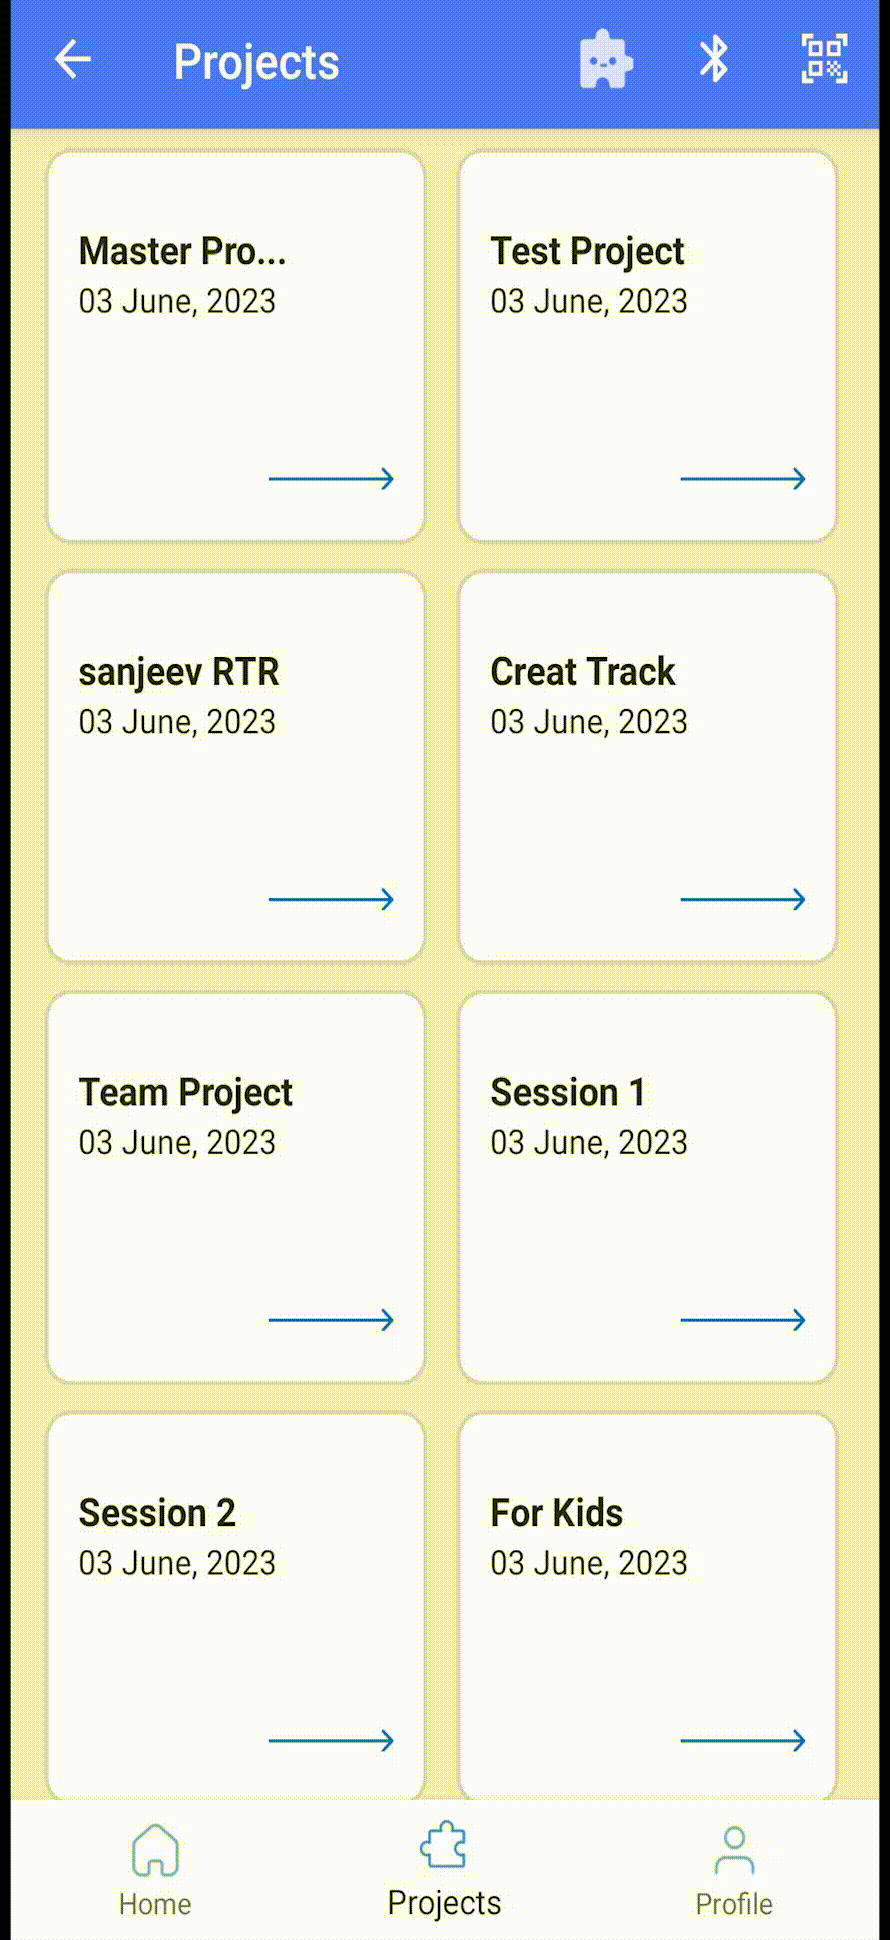 Projects
Master Pro...
03 June, 2023
Test Project
03 June, 2023
sanjeev RTR
03 June, 2023
Creat Track
03 June, 2023
Team Project
03 June, 2023
Session 1
03 June, 2023
Session 2
03 June, 2023
For Kids
03 June, 2023
Home
Projects
Profile